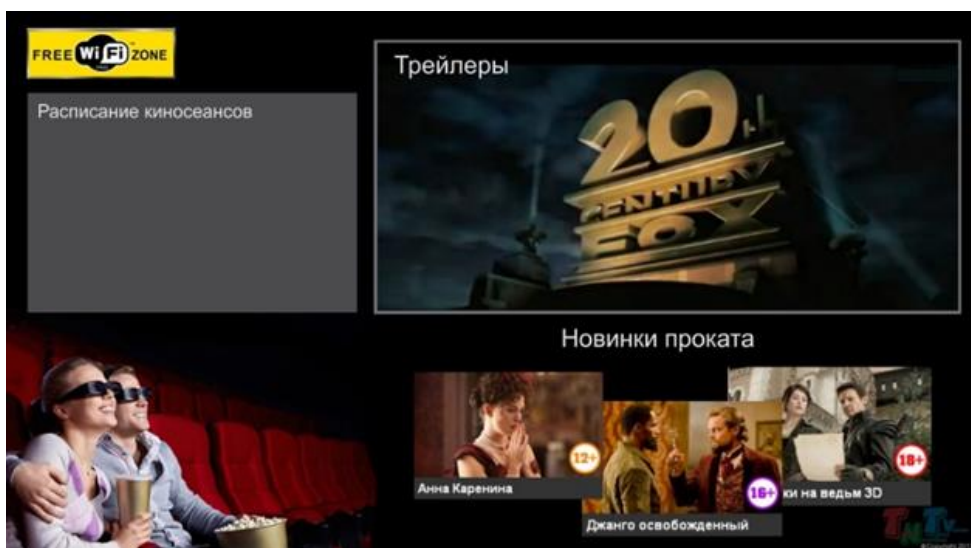 FREE Wi Fi ZONE
Трейлеры
Расписание киносеансов
20th
CENTURY
FOX
Новинки проката
12+
Анна Каренина
16+
Джанго освобожденный
18+
ки на ведьм 3D